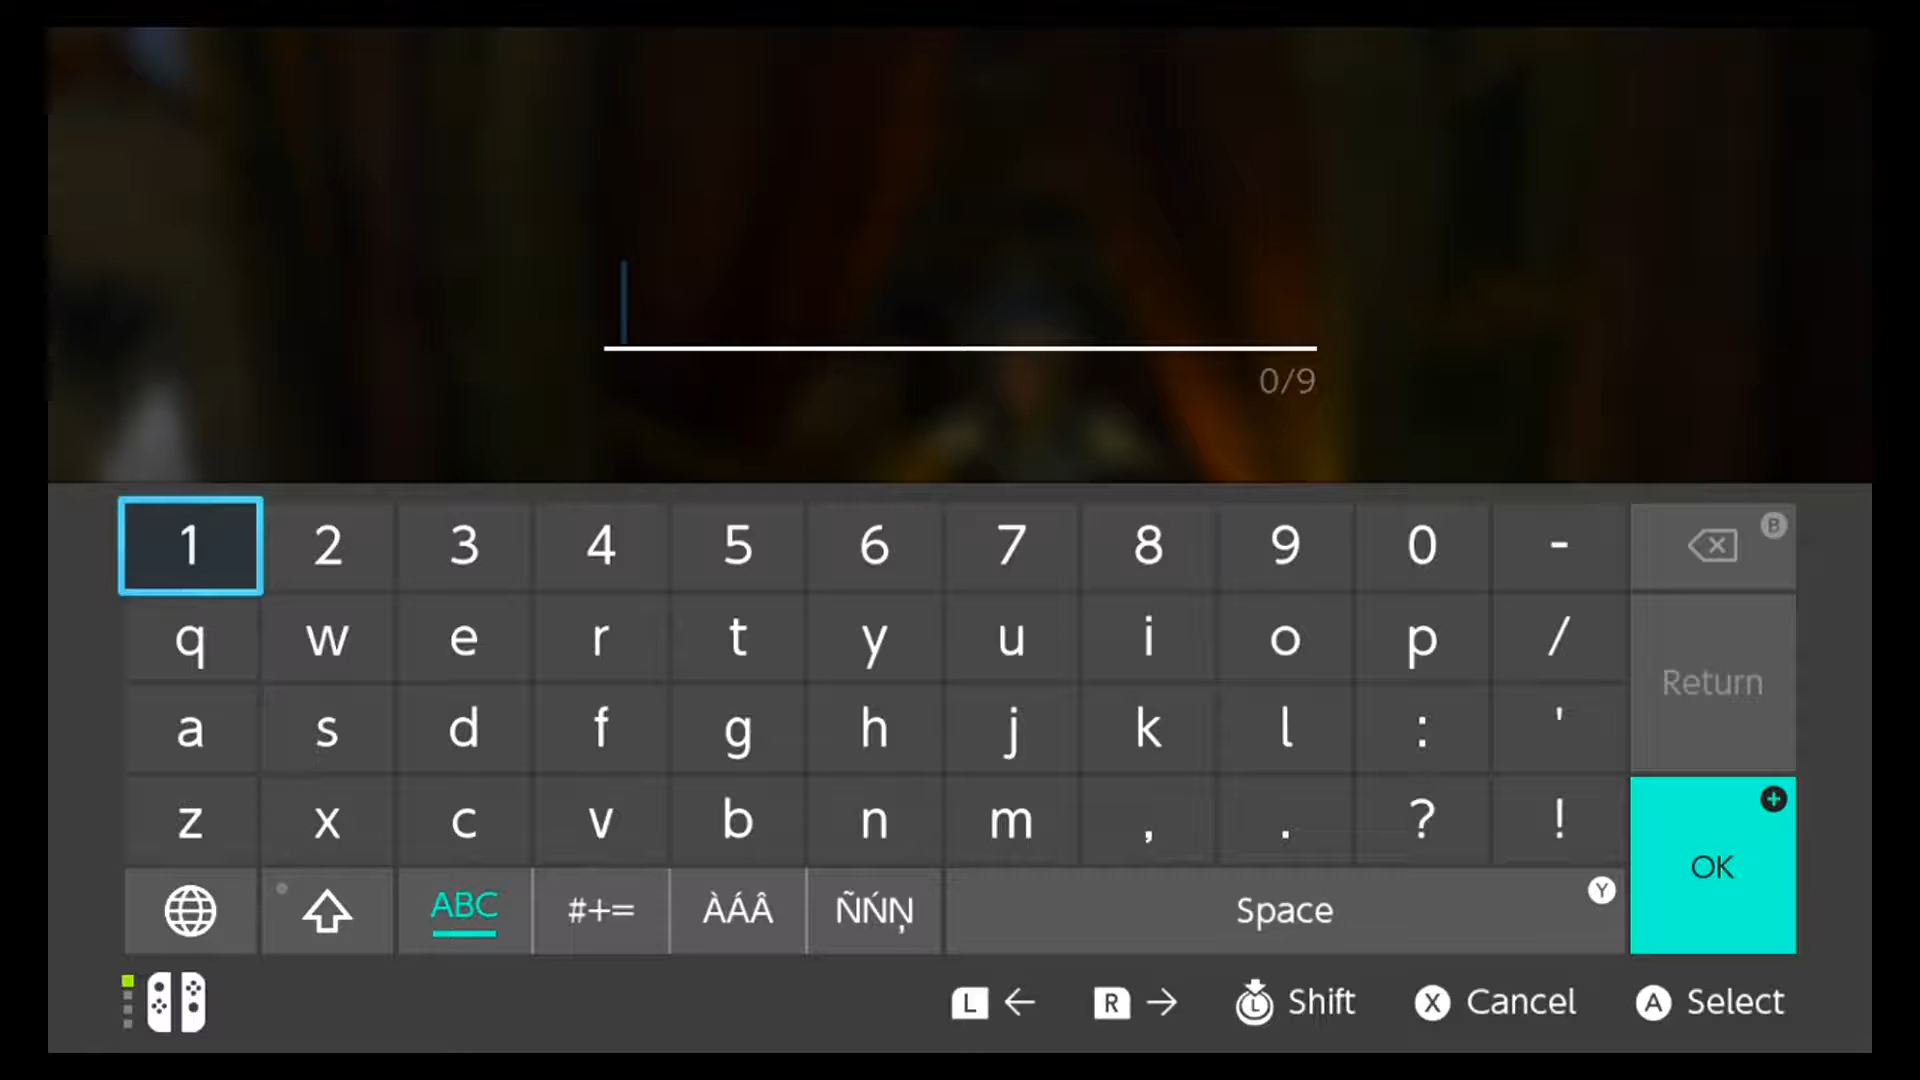 0/9
1 2 3 4 5 6 7 8 9 0 - B
q w e r t y u i o p /
Return
a s d f g h j k l : '
z x c v b n m , . ? ! +
OK
ABC #+= ÀÁÂ ÑŃŅ Space Y
L ← R → L Shift X Cancel A Select